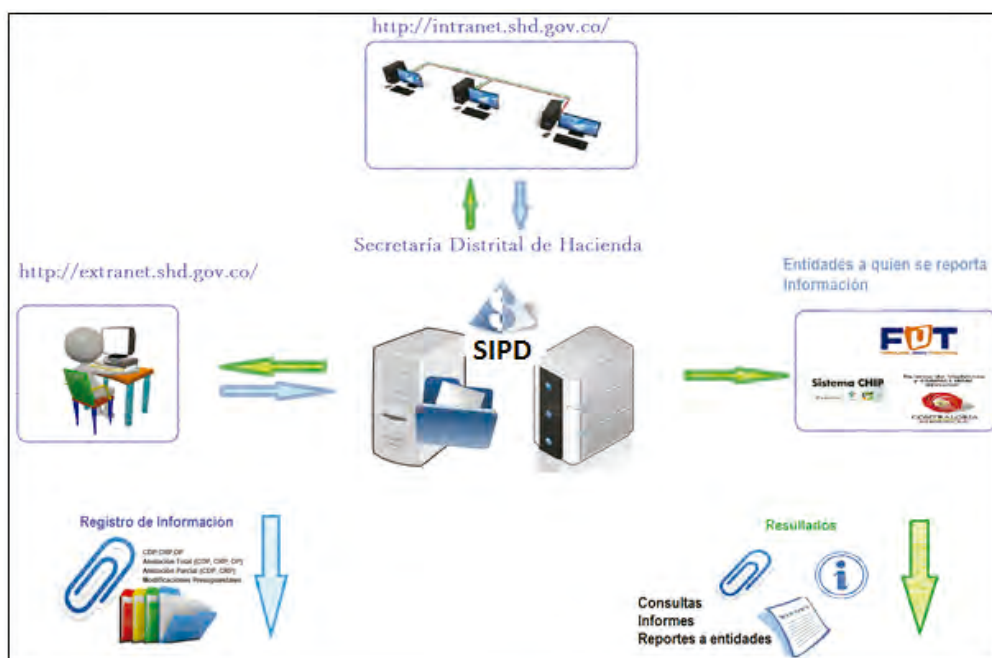 http://intranet.shd.gov.co/
Secretaría Distrital de Hacienda
http://extranet.shd.gov.co/
Entidades a quien se reporta
Información
SIPD
FUT
Sistema CHIP
CONTRALORÍA
Registro de Información
CDP,CRP,OP
Anulación Total (CDP, CRP, OP)
Anulación Parcial (CDP, CRP)
Modificaciones Presupuestales
Resultados
Consultas
Informes
Reportes a entidades